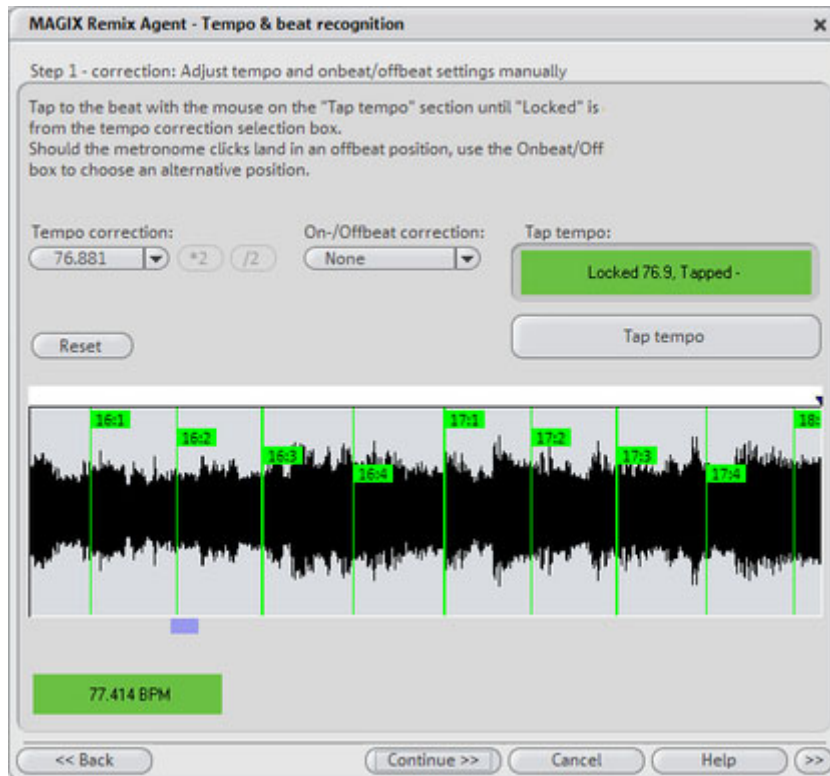 MAGIX Remix Agent - Tempo & beat recognition
Step 1 - correction: Adjust tempo and onbeat/offbeat settings manually
Tap to the beat with the mouse on the "Tap tempo" section until "Locked" is
from the tempo correction selection box.
Should the metronome clicks land in an offbeat position, use the Onbeat/Off
box to choose an alternative position.
Tempo correction: On-/Offbeat correction: Tap tempo:
76.881 *2 /2 None Locked 76.9, Tapped -
Reset Tap tempo
16:1 17:1 18:
16:2 17:2
16:3 17:3
16:4 17:4
77.414 BPM
<< Back Continue >> Cancel Help >>